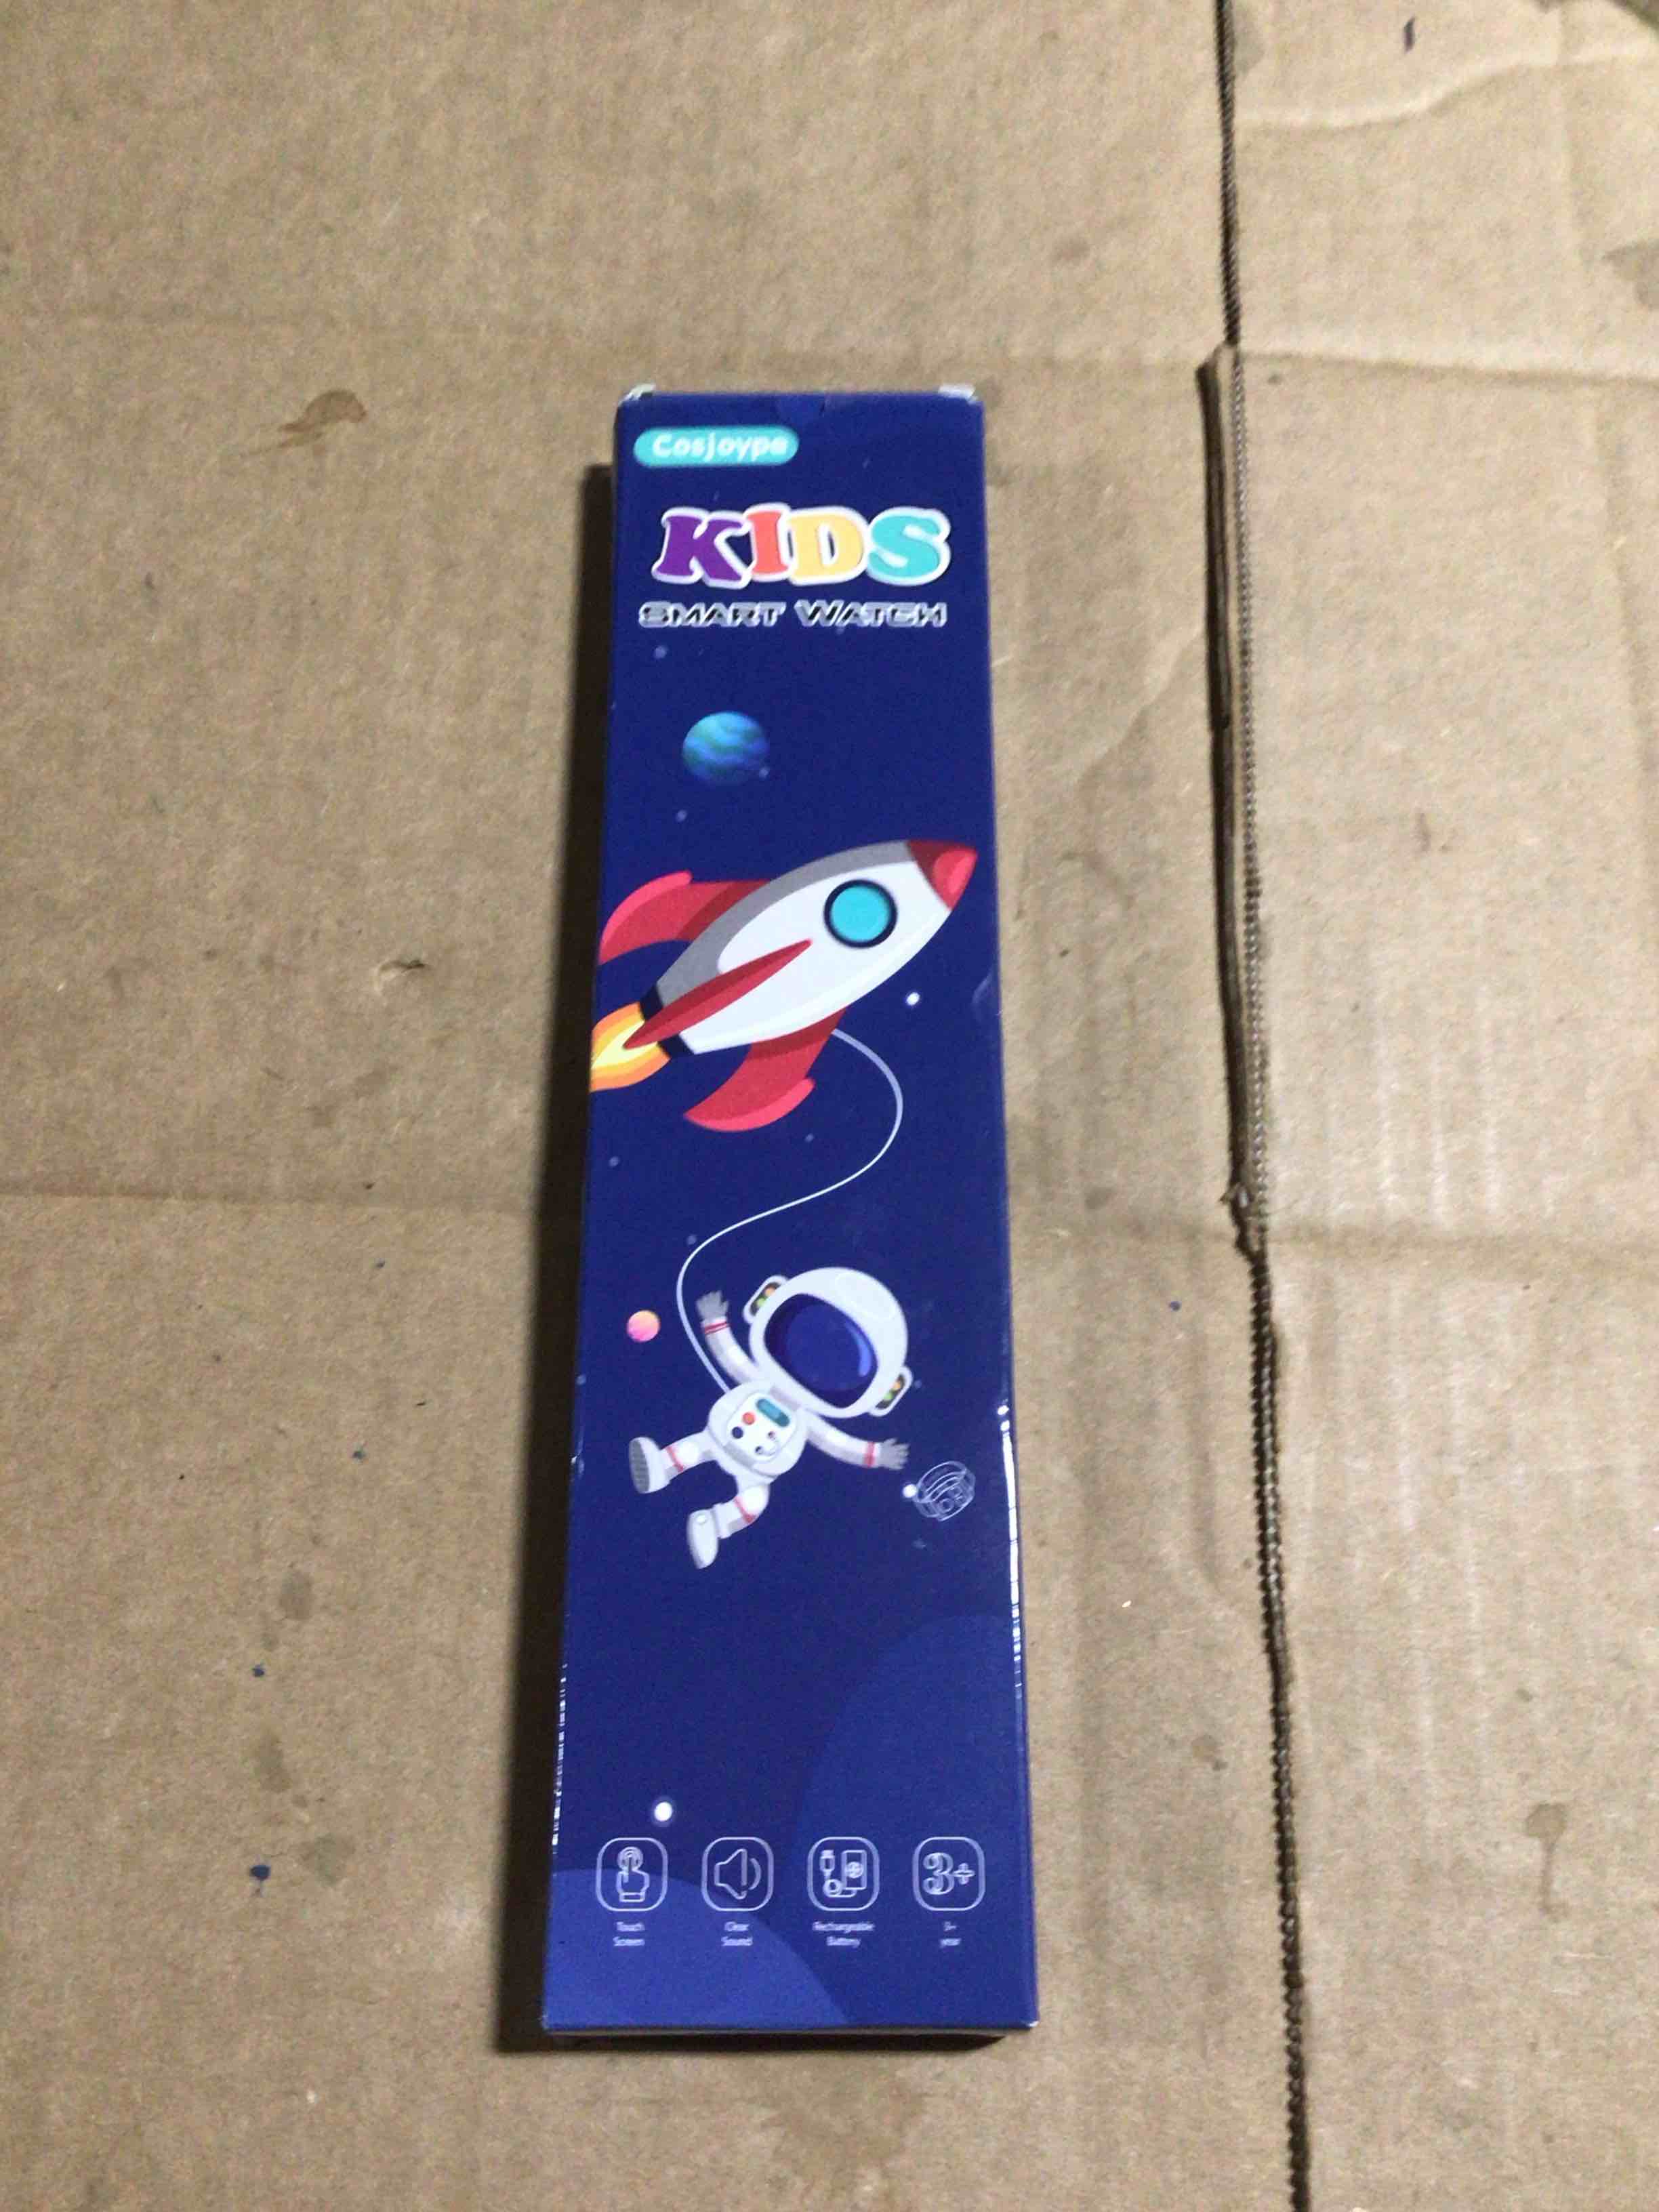 Cosjoype
KIDS
SMART WATCH
3+
Touch
Screen
Clear
Sound
Rechargeable
Battery
3+
year